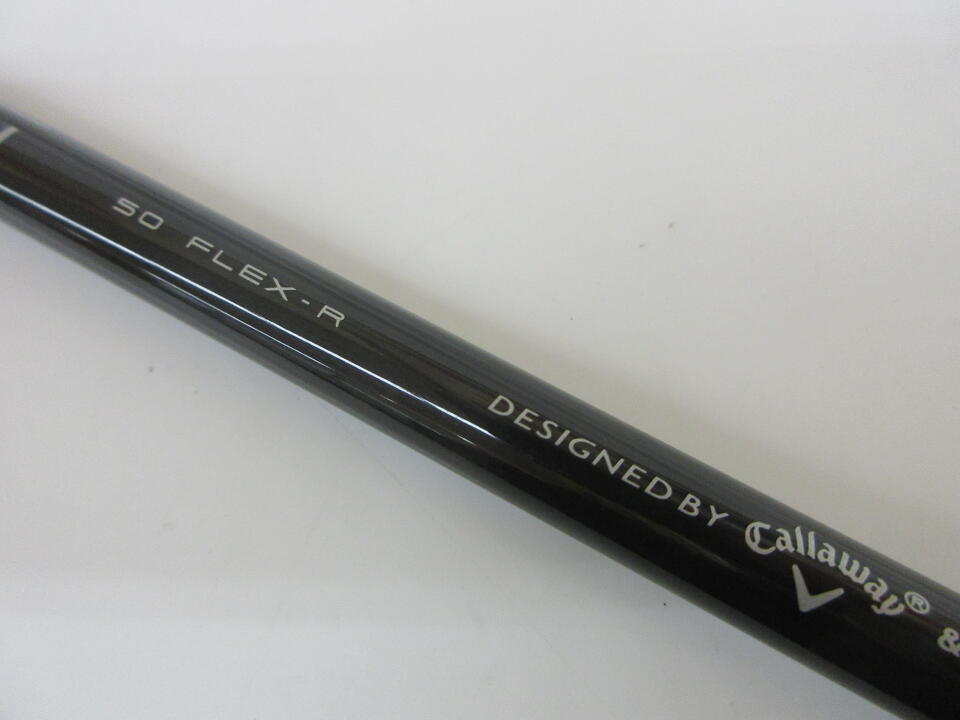 50 FLEX-R
DESIGNED BY Callaway® &